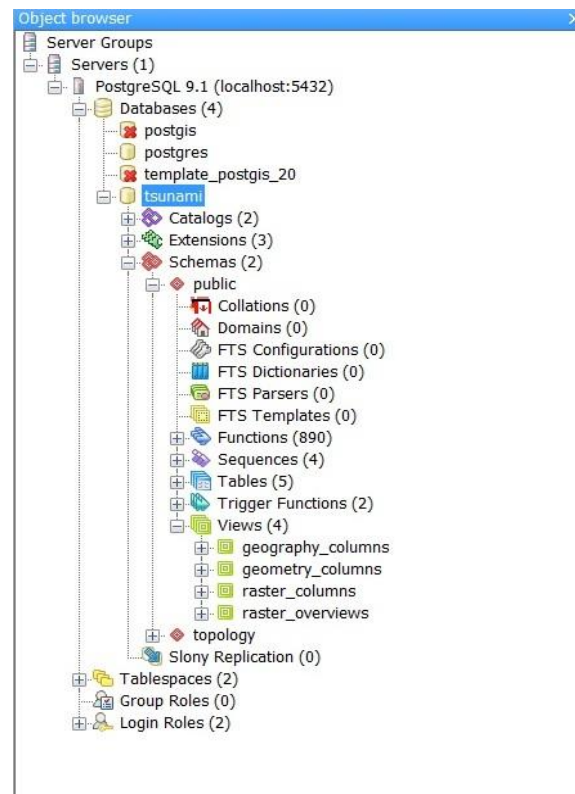 Object browser
Server Groups
Servers (1)
PostgreSQL 9.1 (localhost:5432)
Databases (4)
postgis
postgres
template_postgis_20
tsunami
Catalogs (2)
Extensions (3)
Schemas (2)
public
Collations (0)
Domains (0)
FTS Configurations (0)
FTS Dictionaries (0)
FTS Parsers (0)
FTS Templates (0)
Functions (890)
Sequences (4)
Tables (5)
Trigger Functions (2)
Views (4)
geography_columns
geometry_columns
raster_columns
raster_overviews
topology
Slony Replication (0)
Tablespaces (2)
Group Roles (0)
Login Roles (2)